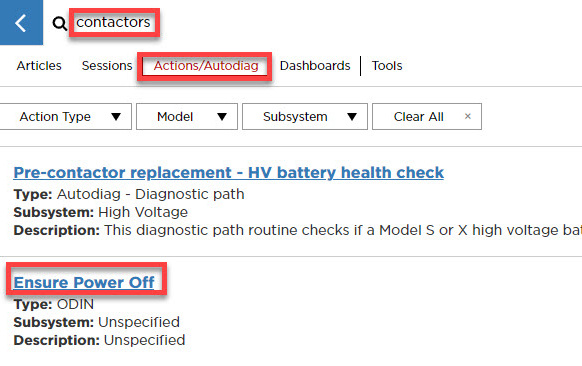 contactors
Articles Sessions Actions/Autodiag Dashboards Tools
Action Type ▼ Model ▼ Subsystem ▼ Clear All ×
Pre-contactor replacement - HV battery health check
Type: Autodiag - Diagnostic path
Subsystem: High Voltage
Description: This diagnostic path routine checks if a Model S or X high voltage bat
Ensure Power Off
Type: ODIN
Subsystem: Unspecified
Description: Unspecified